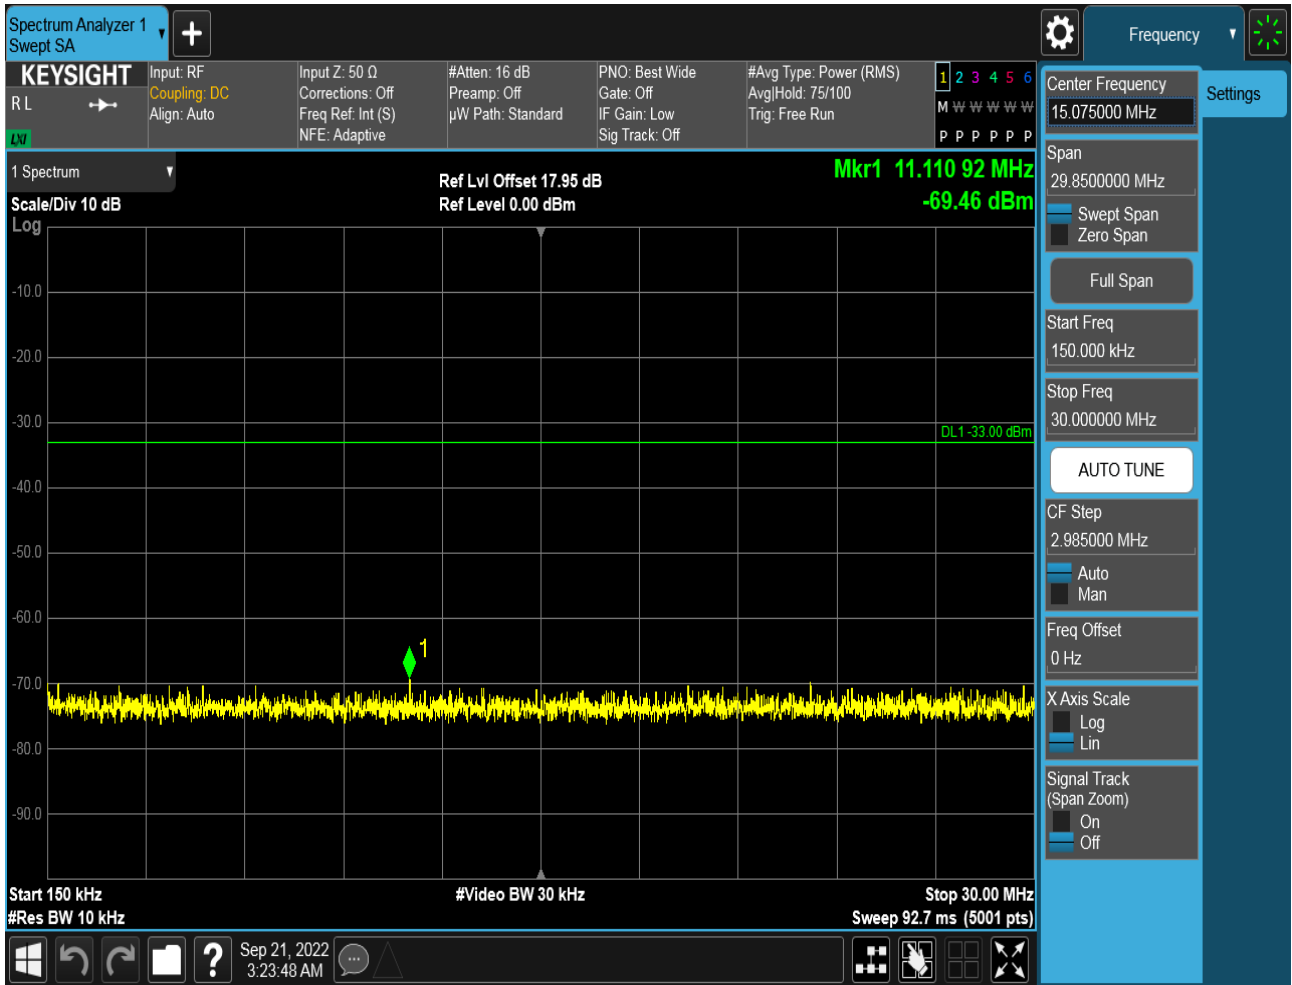 Spectrum Analyzer 1
Swept SA
Frequency
KEYSIGHT
R L
LXI
Input: RF
Coupling: DC
Align: Auto
Input Z: 50 Ω
Corrections: Off
Freq Ref: Int (S)
NFE: Adaptive
#Atten: 16 dB
Preamp: Off
µW Path: Standard
PNO: Best Wide
Gate: Off
IF Gain: Low
Sig Track: Off
#Avg Type: Power (RMS)
Avg|Hold: 75/100
Trig: Free Run
1 2 3 4 5 6
M W W W W W
P P P P P P
1 Spectrum
Scale/Div 10 dB
Log
Ref Lvl Offset 17.95 dB
Ref Level 0.00 dBm
Mkr1 11.110 92 MHz
-69.46 dBm
-10.0
-20.0
-30.0
DL1 -33.00 dBm
-40.0
-50.0
-60.0
1
-70.0
-80.0
-90.0
Start 150 kHz
#Res BW 10 kHz
#Video BW 30 kHz
Stop 30.00 MHz
Sweep 92.7 ms (5001 pts)
Center Frequency
15.075000 MHz
Settings
Span
29.8500000 MHz
Swept Span
Zero Span
Full Span
Start Freq
150.000 kHz
Stop Freq
30.000000 MHz
AUTO TUNE
CF Step
2.985000 MHz
Auto
Man
Freq Offset
0 Hz
X Axis Scale
Log
Lin
Signal Track
(Span Zoom)
On
Off
?
Sep 21, 2022
3:23:48 AM